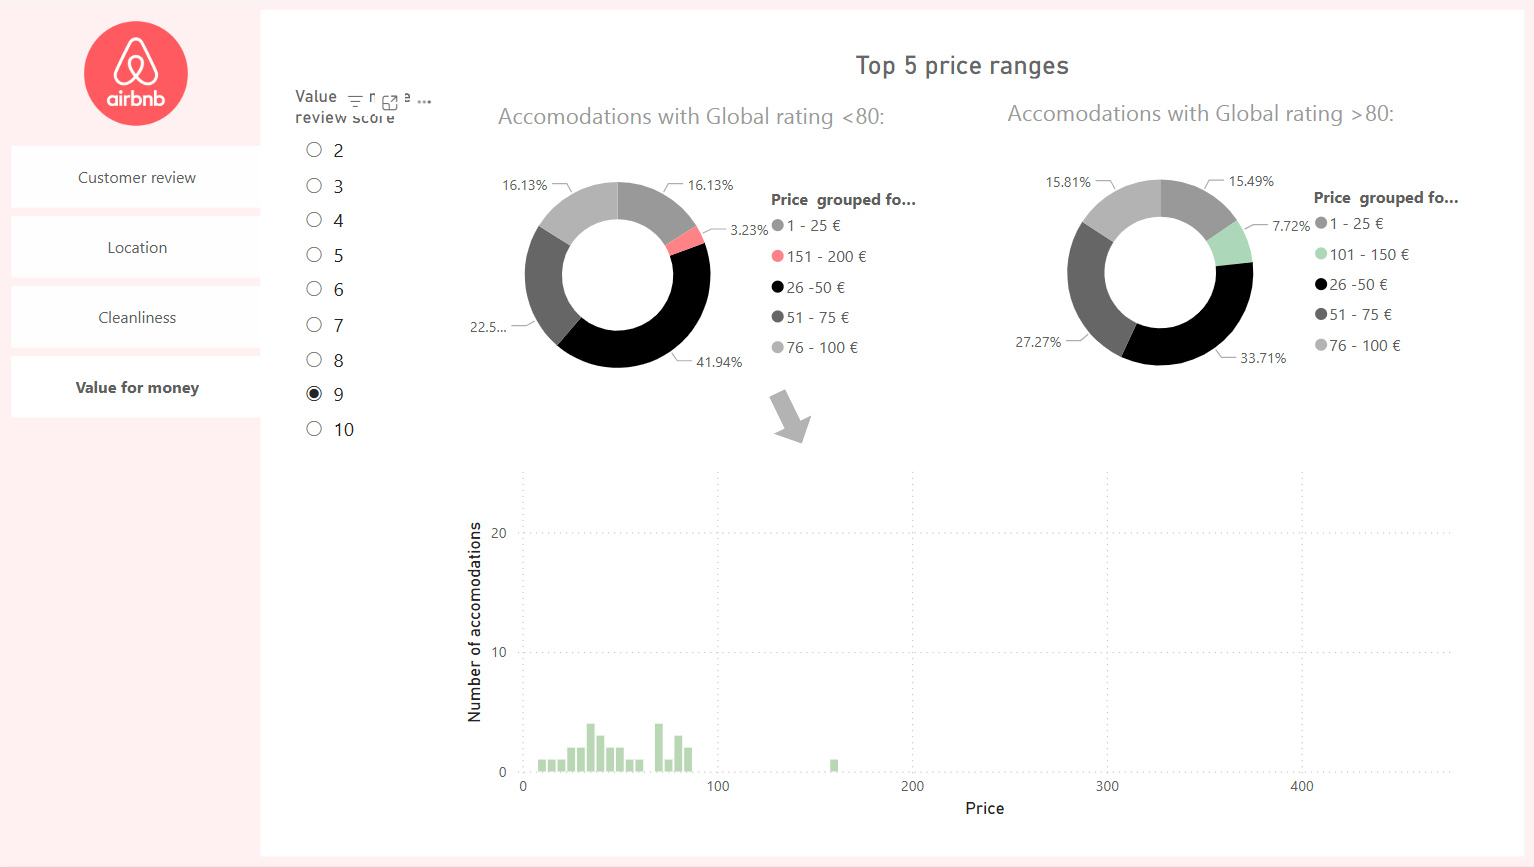 airbnb
Customer review
Location
Cleanliness
Value for money
Top 5 price ranges
Value
review score
2
3
4
5
6
7
8
9
10
Accomodations with Global rating <80:
16.13%
16.13%
3.23%
22.5...
41.94%
Price grouped fo...
1 - 25 €
151 - 200 €
26 -50 €
51 - 75 €
76 - 100 €
Accomodations with Global rating >80:
15.81%
15.49%
7.72%
27.27%
33.71%
Price grouped fo...
1 - 25 €
101 - 150 €
26 -50 €
51 - 75 €
76 - 100 €
Number of accomodations
20
10
0
0
100
200
300
400
Price